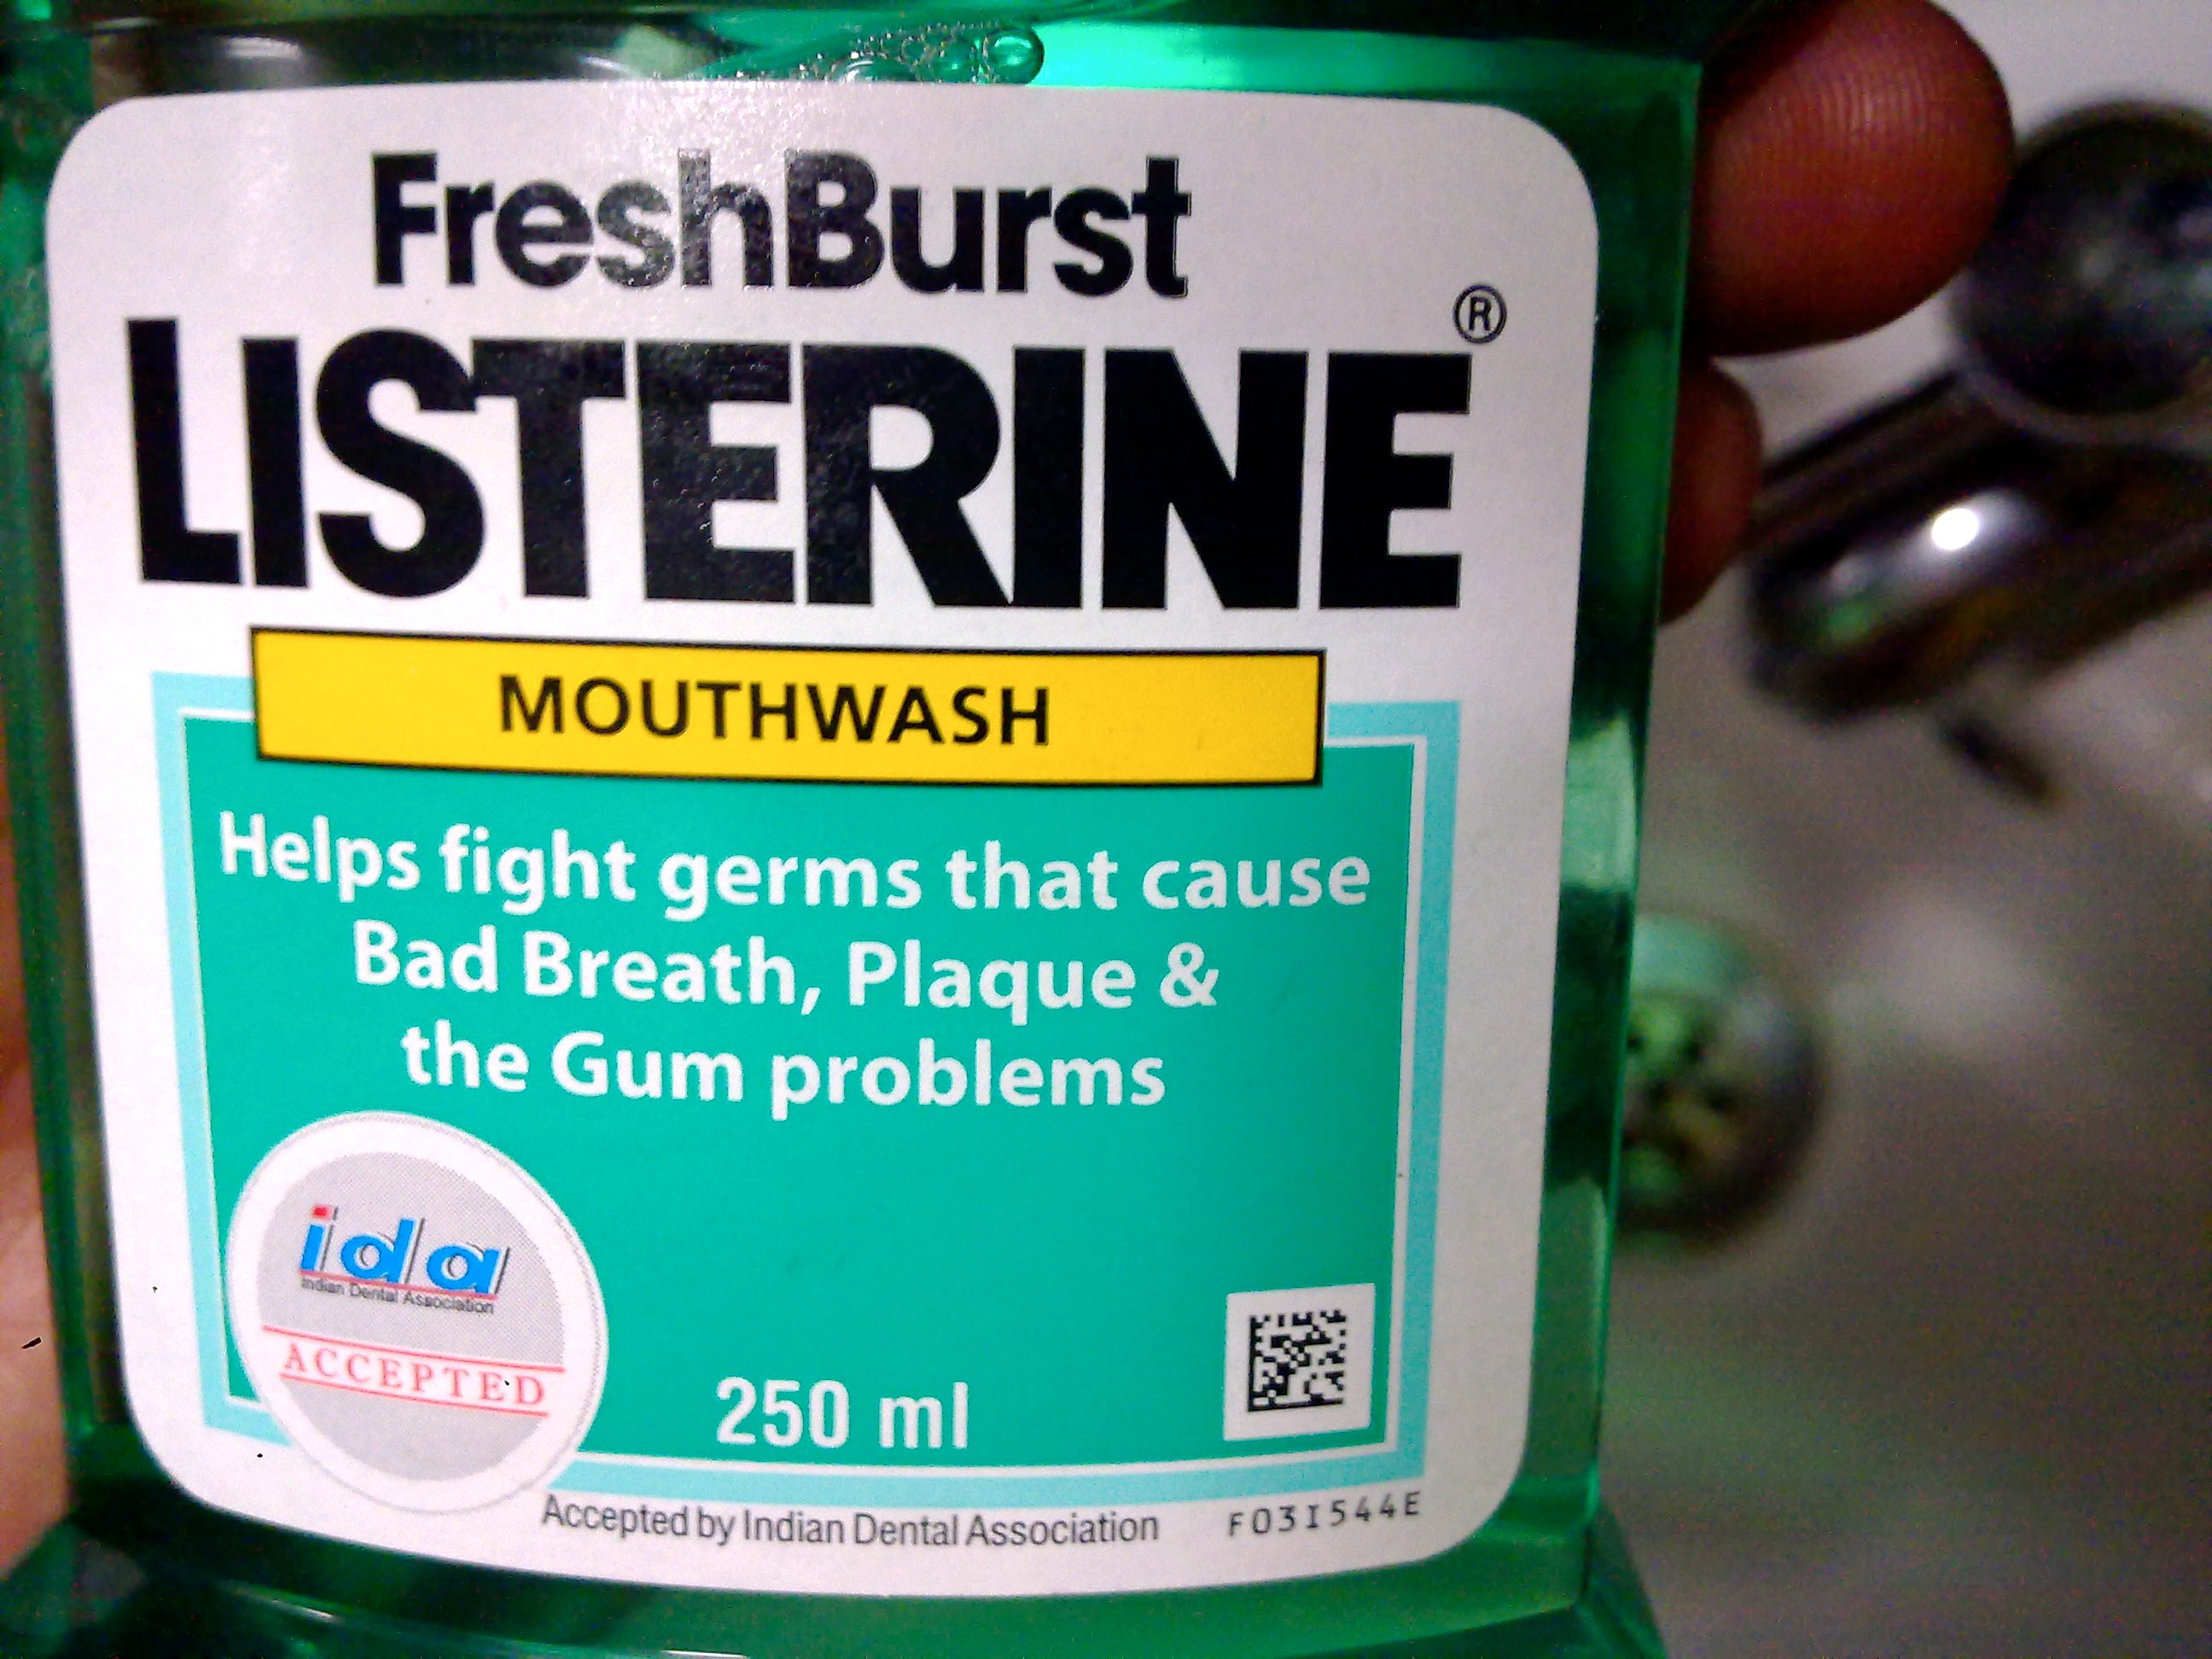 FreshBurst
LISTERINE®
MOUTHWASH
Helps fight germs that cause
Bad Breath, Plaque &
the Gum problems
ida
Indian Dental Association
ACCEPTED
250 ml
Accepted by Indian Dental Association
F03I544E